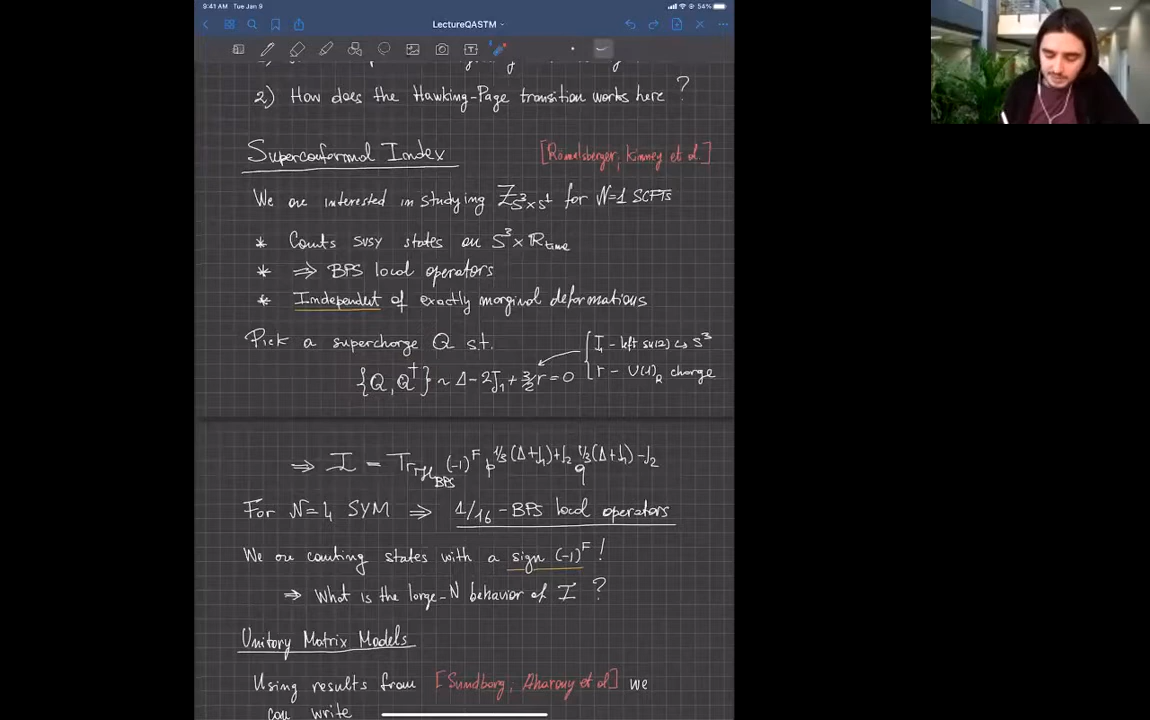 9:41 AM Tue Jan 9
54%
LectureQASTM
2) How does the Hawking-Page transition works here ?
Superconformal Index [Römelsberger, Kinney et al.]
We are interested in studying Z_{S^3×S^1} for N=1 SCFTs
* Counts SUSY states on S^3 × R_time
* ⇒ BPS local operators
* Independent of exactly marginal deformations
Pick a supercharge Q s.t.
{ J_1 - left SU(2) ↪ S^3
{ r - U(1)_R charge
{Q, Q^†} ~ Δ - 2J_1 + 3/2 r = 0
⇒ I = Tr_{H_BPS} (-1)^F p^{1/3(Δ+J_1)+J_2} q^{1/3(Δ+J_1)-J_2}
For N=4 SYM ⇒ 1/16-BPS local operators
We are counting states with a sign (-1)^F !
⇒ What is the large-N behavior of I ?
Unitary Matrix Models
Using results from [Sundborg, Aharony et al] we
can write